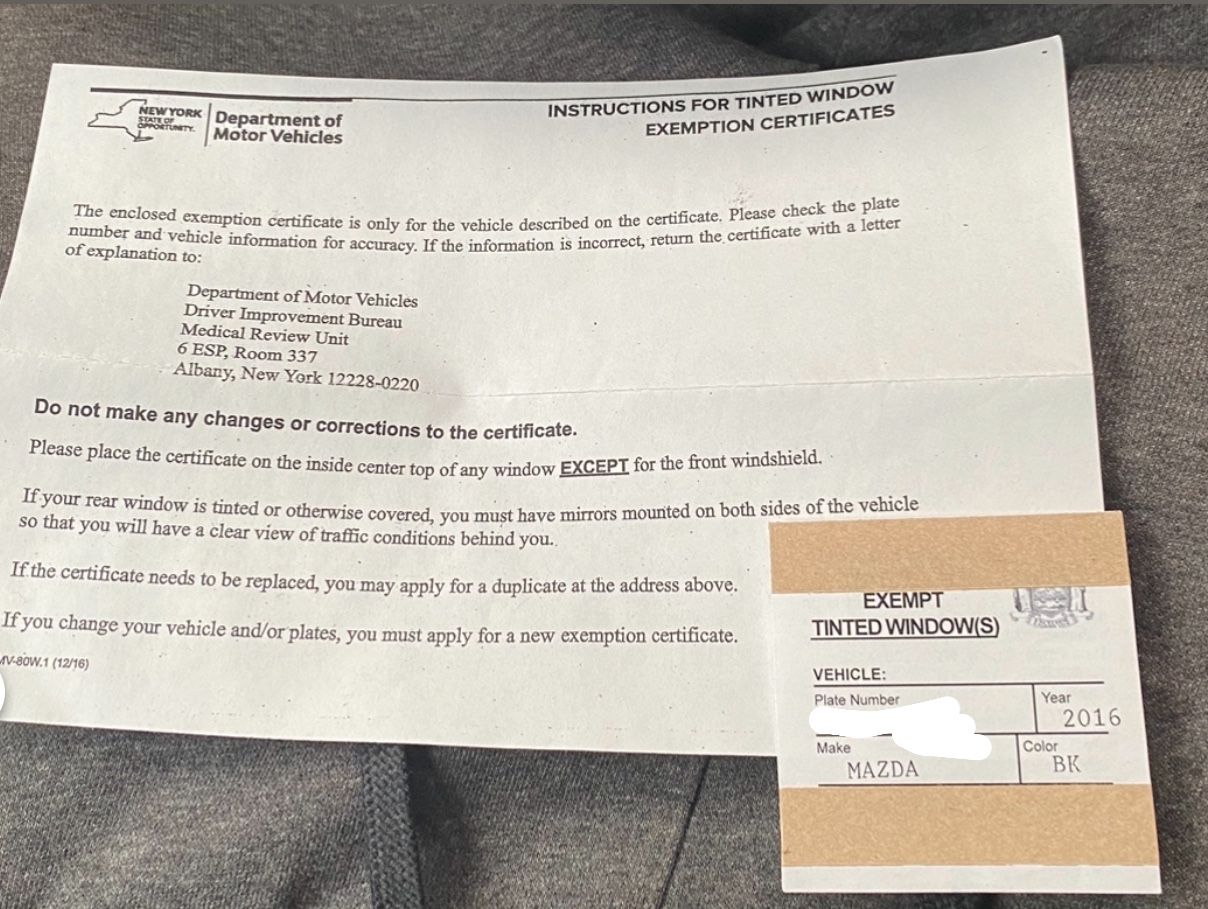 NEW YORK
STATE OF
OPPORTUNITY.
Department of
Motor Vehicles
INSTRUCTIONS FOR TINTED WINDOW
EXEMPTION CERTIFICATES
The enclosed exemption certificate is only for the vehicle described on the certificate. Please check the plate
number and vehicle information for accuracy. If the information is incorrect, return the certificate with a letter
of explanation to:
Department of Motor Vehicles
Driver Improvement Bureau
Medical Review Unit
6 ESP, Room 337
Albany, New York 12228-0220
Do not make any changes or corrections to the certificate.
Please place the certificate on the inside center top of any window EXCEPT for the front windshield.
If your rear window is tinted or otherwise covered, you must have mirrors mounted on both sides of the vehicle
so that you will have a clear view of traffic conditions behind you.
If the certificate needs to be replaced, you may apply for a duplicate at the address above.
If you change your vehicle and/or plates, you must apply for a new exemption certificate.
MV-80W.1 (12/16)
EXEMPT
TINTED WINDOW(S)
VEHICLE:
Plate Number
Year
2016
Make
MAZDA
Color
BK